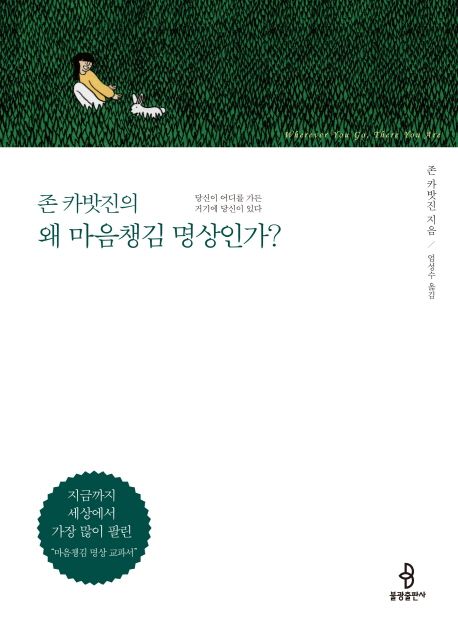 Wherever You Go, There You Are
존 카밧진의
당신이 어디를 가든
거기에 당신이 있다
왜 마음챙김 명상인가?
존 카밧진 지음 / 엄성수 옮김
지금까지
세상에서
가장 많이 팔린
"마음챙김 명상 교과서"
불광출판사